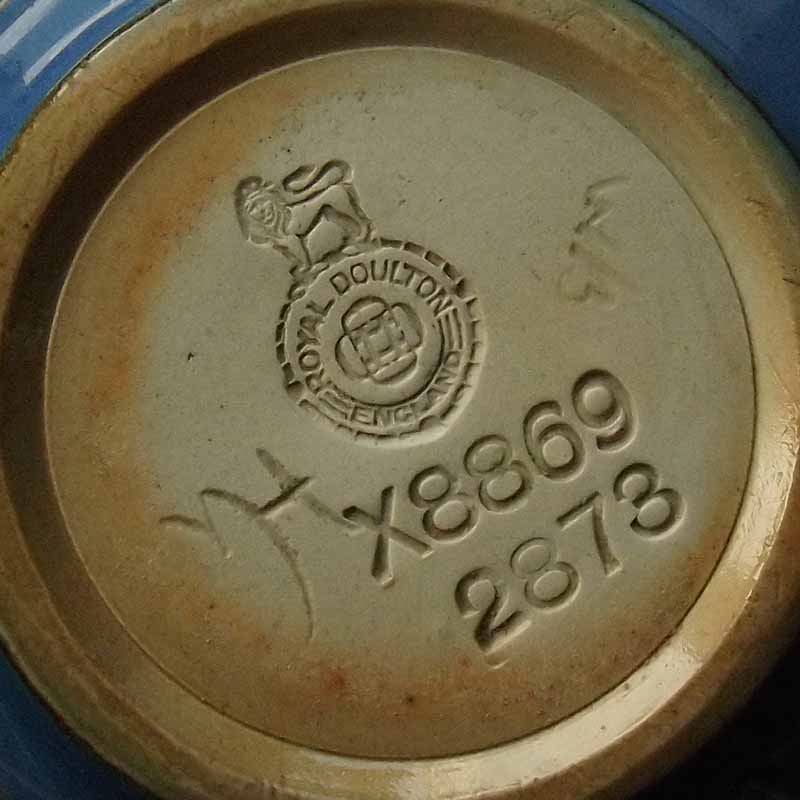 ROYAL DOULTON
ENGLAND
X8869
2873